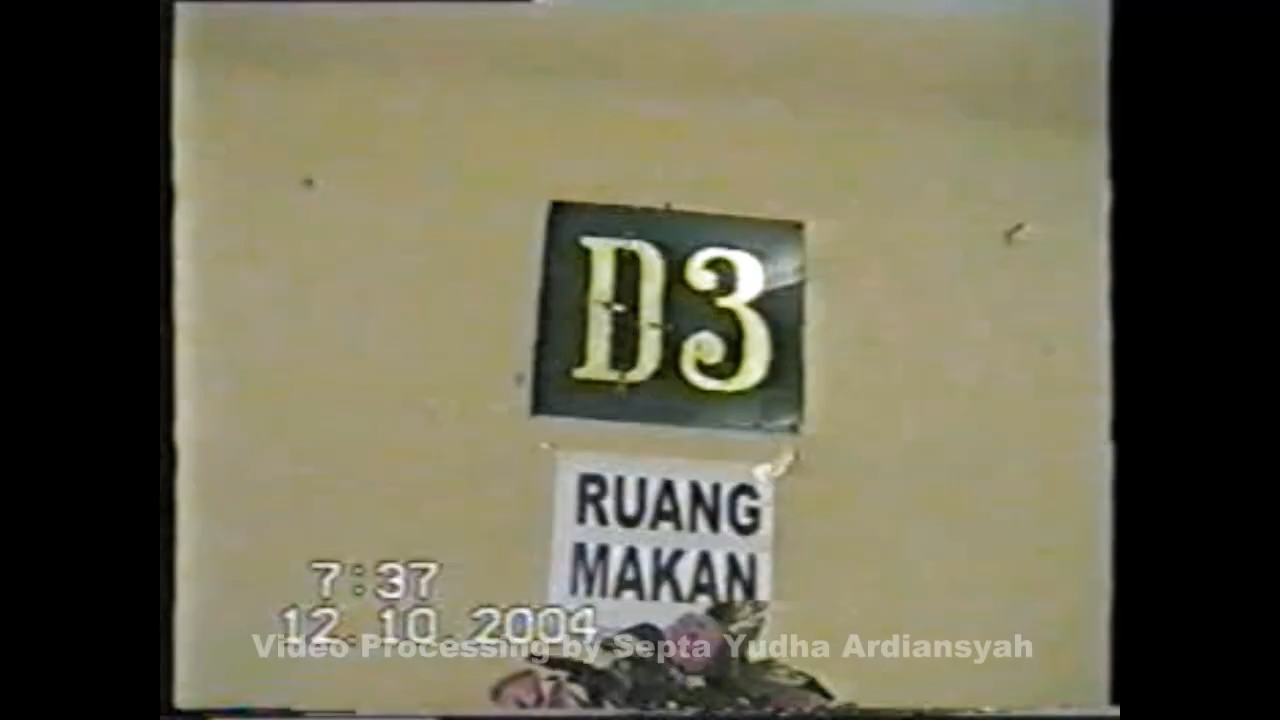 D3
RUANG
MAKAN
7:37
12.10.2004
Video Processing by Septa Yudha Ardiansyah